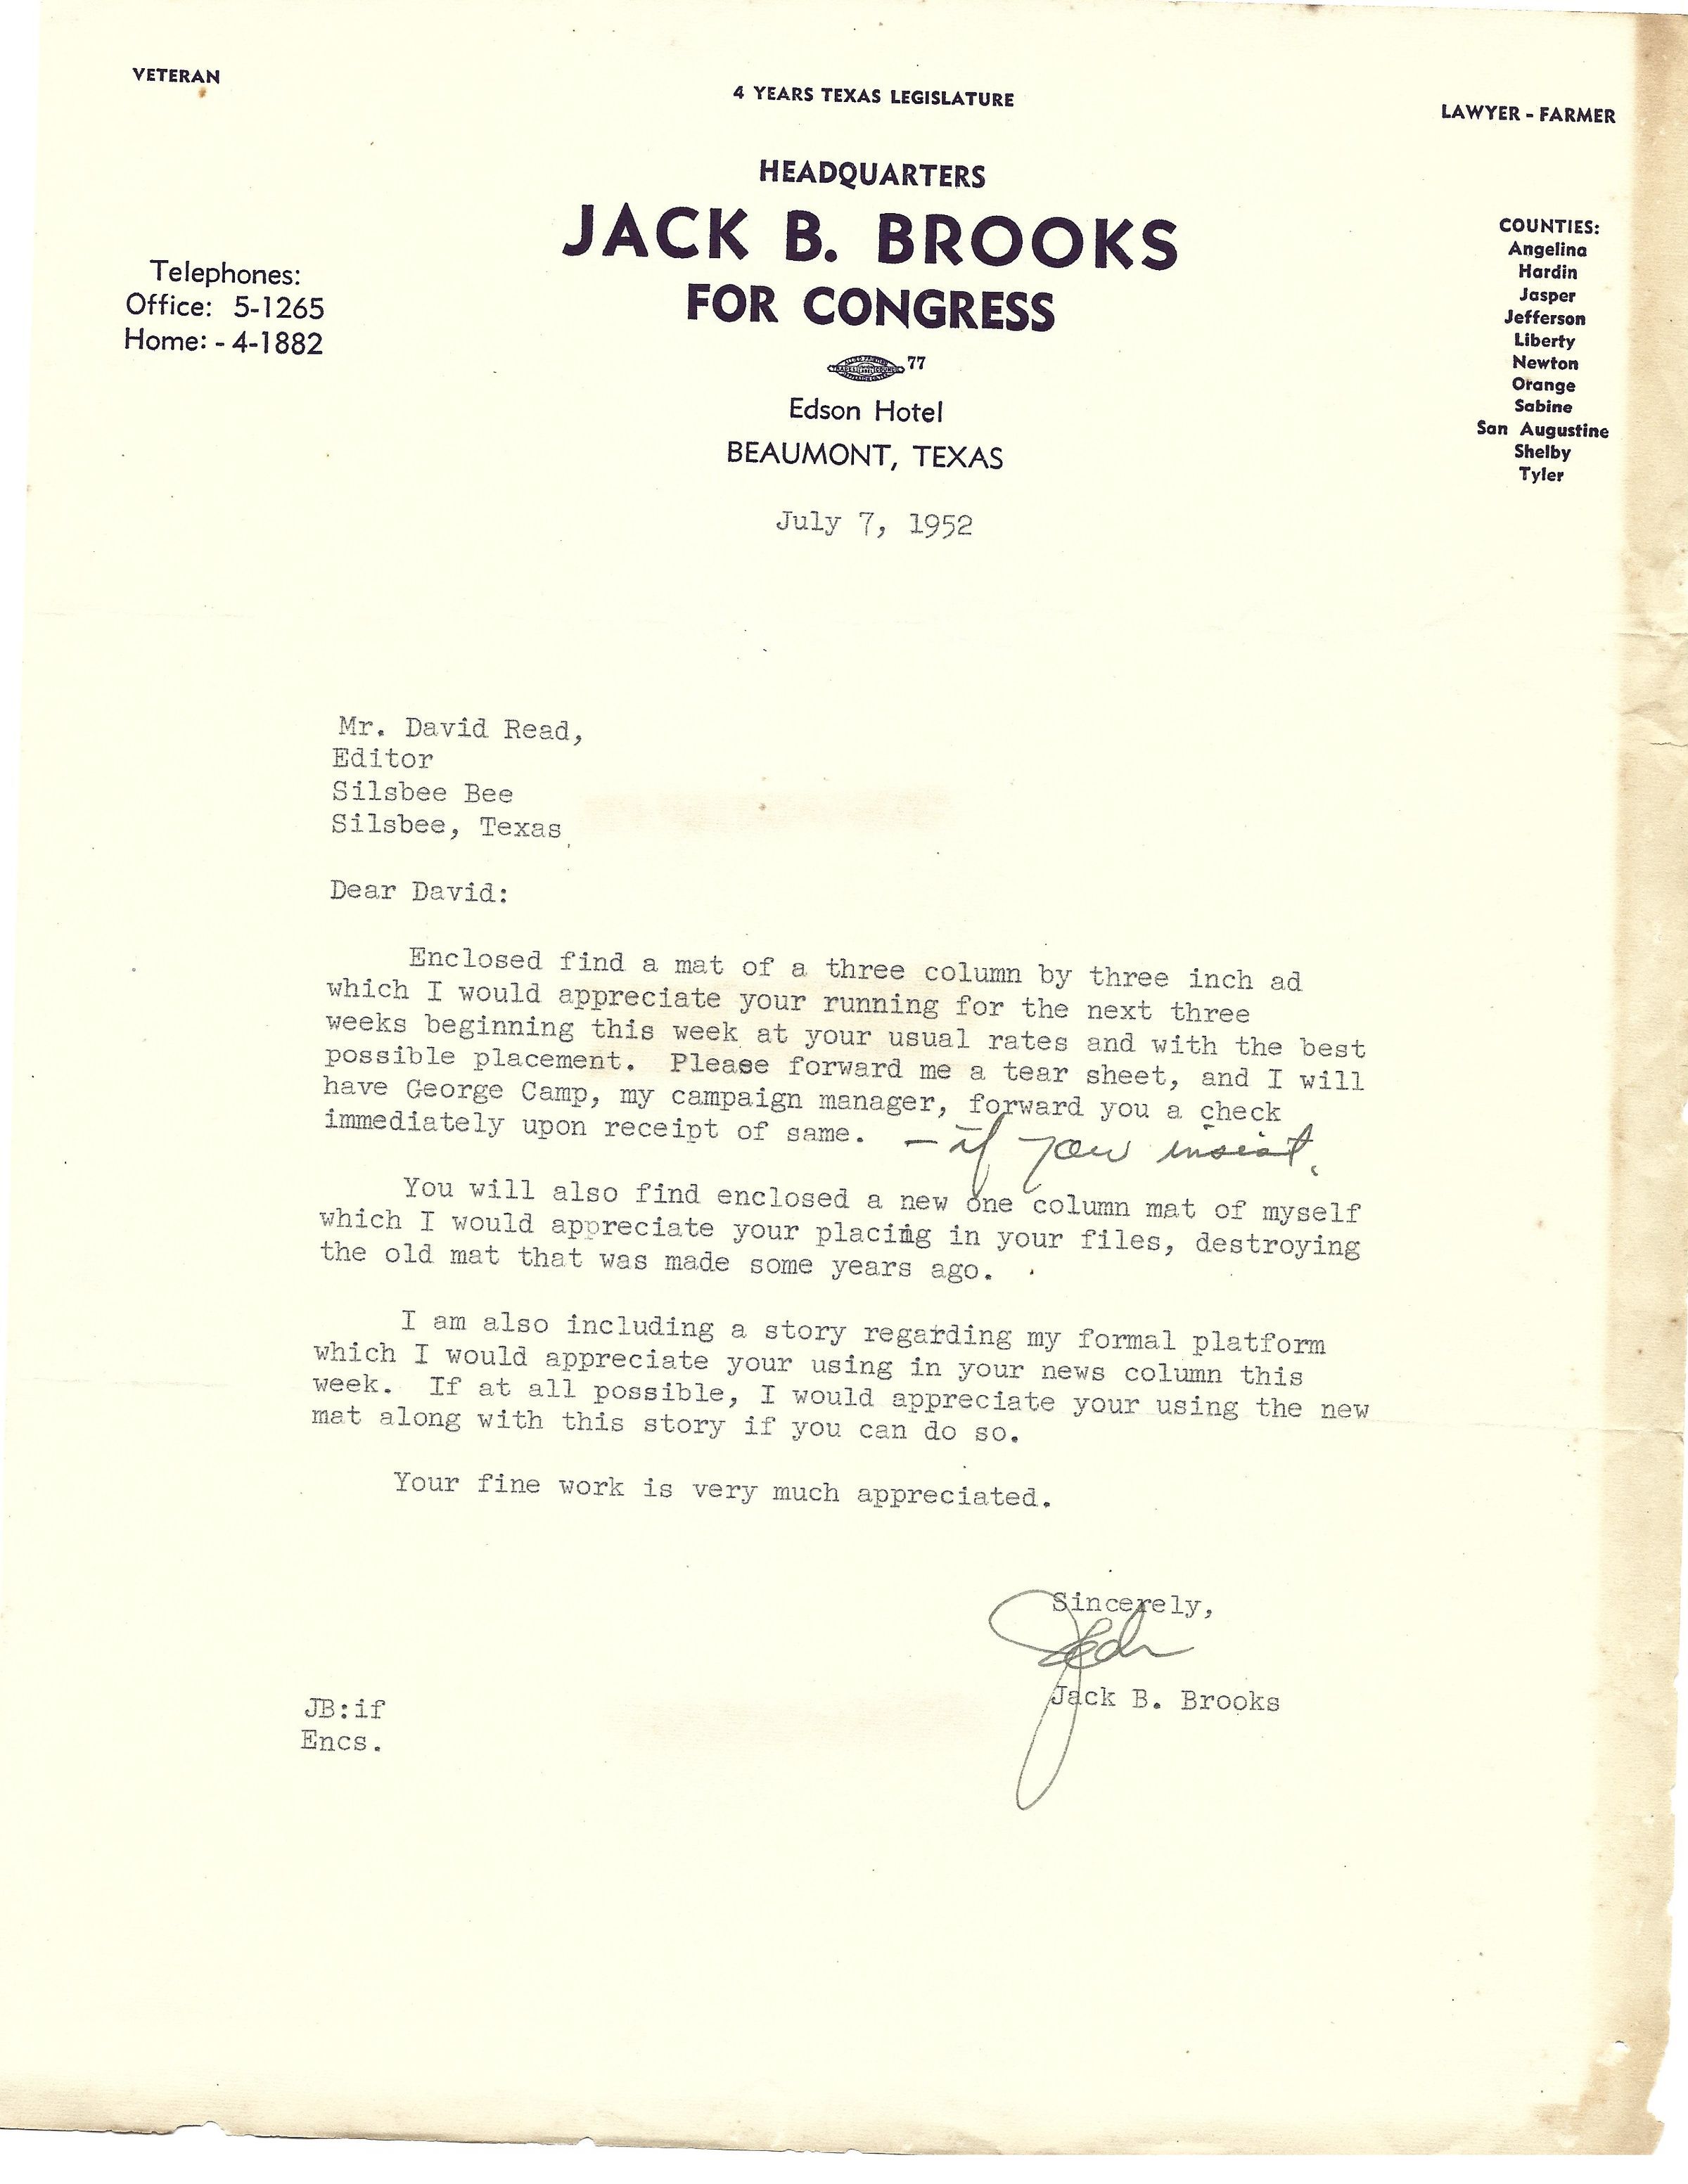 VETERAN
4 YEARS TEXAS LEGISLATURE
LAWYER - FARMER
HEADQUARTERS
JACK B. BROOKS
FOR CONGRESS
77
Edson Hotel
BEAUMONT, TEXAS
Telephones:
Office: 5-1265
Home: - 4-1882
COUNTIES:
Angelina
Hardin
Jasper
Jefferson
Liberty
Newton
Orange
Sabine
San Augustine
Shelby
Tyler
July 7, 1952
Mr. David Read,
Editor
Silsbee Bee
Silsbee, Texas
Dear David:
Enclosed find a mat of a three column by three inch ad
which I would appreciate your running for the next three
weeks beginning this week at your usual rates and with the best
possible placement. Please forward me a tear sheet, and I will
have George Camp, my campaign manager, forward you a check
immediately upon receipt of same. - if you insist.
You will also find enclosed a new one column mat of myself
which I would appreciate your placing in your files, destroying
the old mat that was made some years ago.
I am also including a story regarding my formal platform
which I would appreciate your using in your news column this
week. If at all possible, I would appreciate your using the new
mat along with this story if you can do so.
Your fine work is very much appreciated.
Sincerely,
Jack B. Brooks
JB:if
Encs.